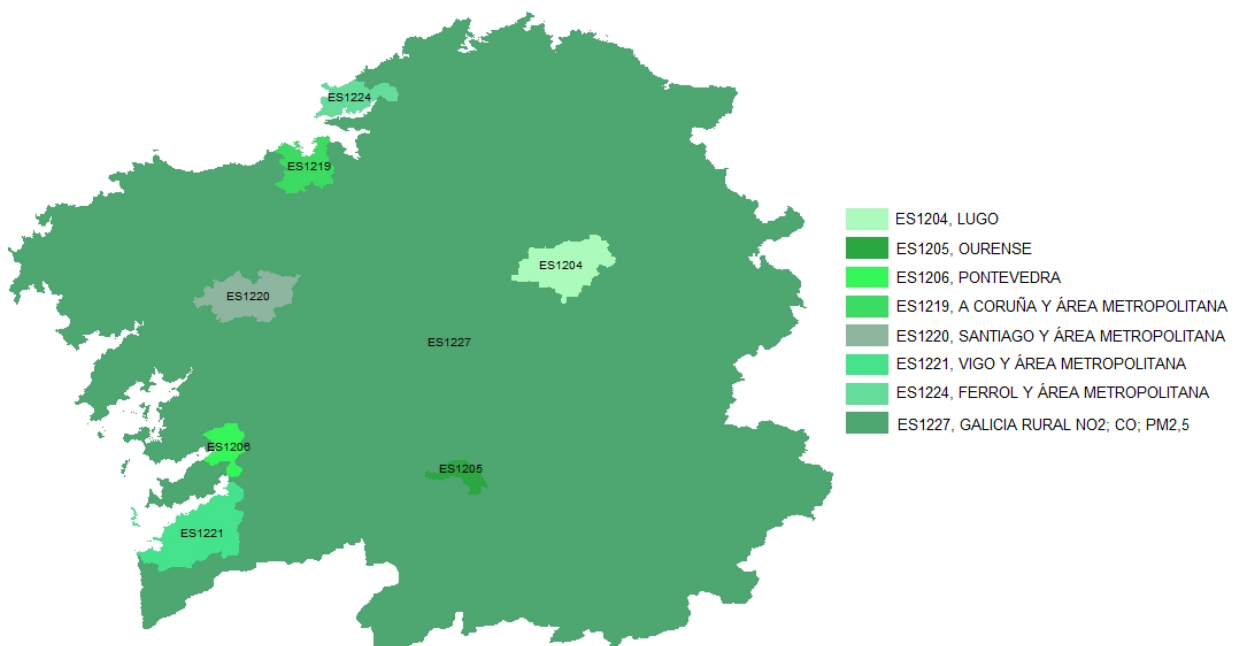 ES1224
ES1219
ES1204
ES1220
ES1227
ES1206
ES1205
ES1221
ES1204, LUGO
ES1205, OURENSE
ES1206, PONTEVEDRA
ES1219, A CORUÑA Y ÁREA METROPOLITANA
ES1220, SANTIAGO Y ÁREA METROPOLITANA
ES1221, VIGO Y ÁREA METROPOLITANA
ES1224, FERROL Y ÁREA METROPOLITANA
ES1227, GALICIA RURAL NO2; CO; PM2,5